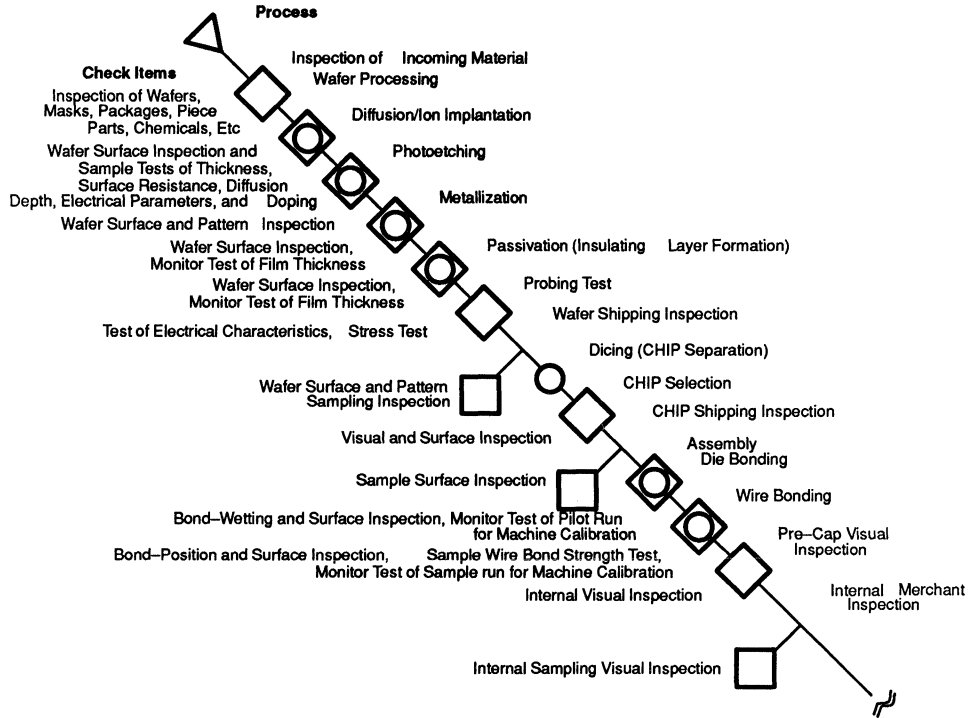 Process
Inspection of Incoming Material
Wafer Processing
Check Items
Inspection of Wafers,
Masks, Packages, Piece
Parts, Chemicals, Etc
Diffusion/Ion Implantation
Wafer Surface Inspection and
Sample Tests of Thickness,
Surface Resistance, Diffusion
Depth, Electrical Parameters, and Doping
Photoetching
Wafer Surface and Pattern Inspection
Metallization
Wafer Surface Inspection,
Monitor Test of Film Thickness
Passivation (Insulating Layer Formation)
Wafer Surface Inspection,
Monitor Test of Film Thickness
Probing Test
Test of Electrical Characteristics, Stress Test
Wafer Shipping Inspection
Wafer Surface and Pattern
Sampling Inspection
Dicing (CHIP Separation)
CHIP Selection
Visual and Surface Inspection
CHIP Shipping Inspection
Sample Surface Inspection
Assembly
Die Bonding
Bond–Wetting and Surface Inspection, Monitor Test of Pilot Run
for Machine Calibration
Wire Bonding
Bond–Position and Surface Inspection, Sample Wire Bond Strength Test,
Monitor Test of Sample run for Machine Calibration
Pre–Cap Visual
Inspection
Internal Visual Inspection
Internal Merchant
Inspection
Internal Sampling Visual Inspection